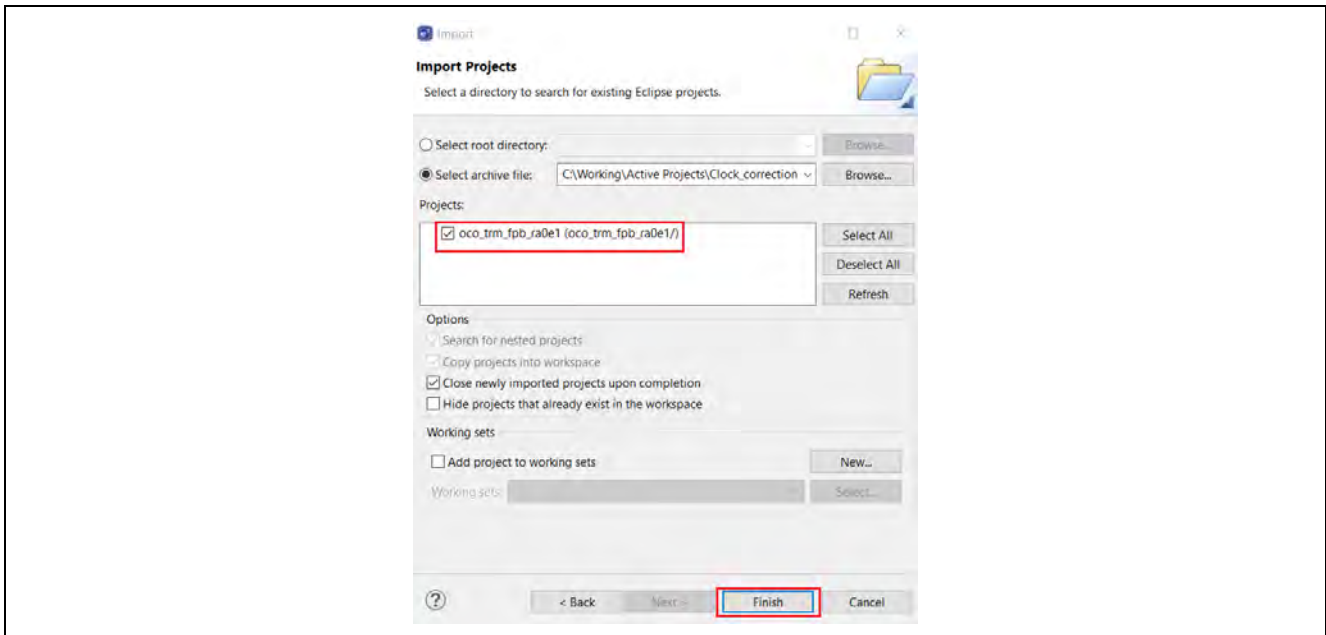 Import
Import Projects
Select a directory to search for existing Eclipse projects.
Select root directory:
Browse...
Select archive file:
C:\Working\Active Projects\Clock_correction
Browse...
Projects:
oco_trm_fpb_ra0e1 (oco_trm_fpb_ra0e1/)
Select All
Deselect All
Refresh
Options
Search for nested projects
Copy projects into workspace
Close newly imported projects upon completion
Hide projects that already exist in the workspace
Working sets
Add project to working sets
New...
Working sets:
Select...
< Back
Next >
Finish
Cancel